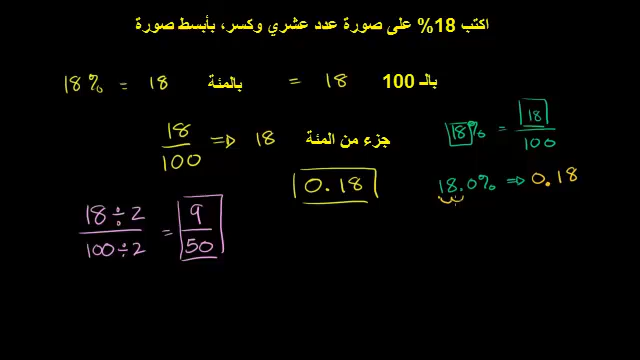 اكتب 18% على صورة عدد عشري وكسر، بأبسط صورة
18% = 18 بالمئة = 18 بالـ 100
18/100 => 18 جزء من المئة
0.18
18% = 18/100
18.0% => 0.18
18÷2/100÷2 = 9/50